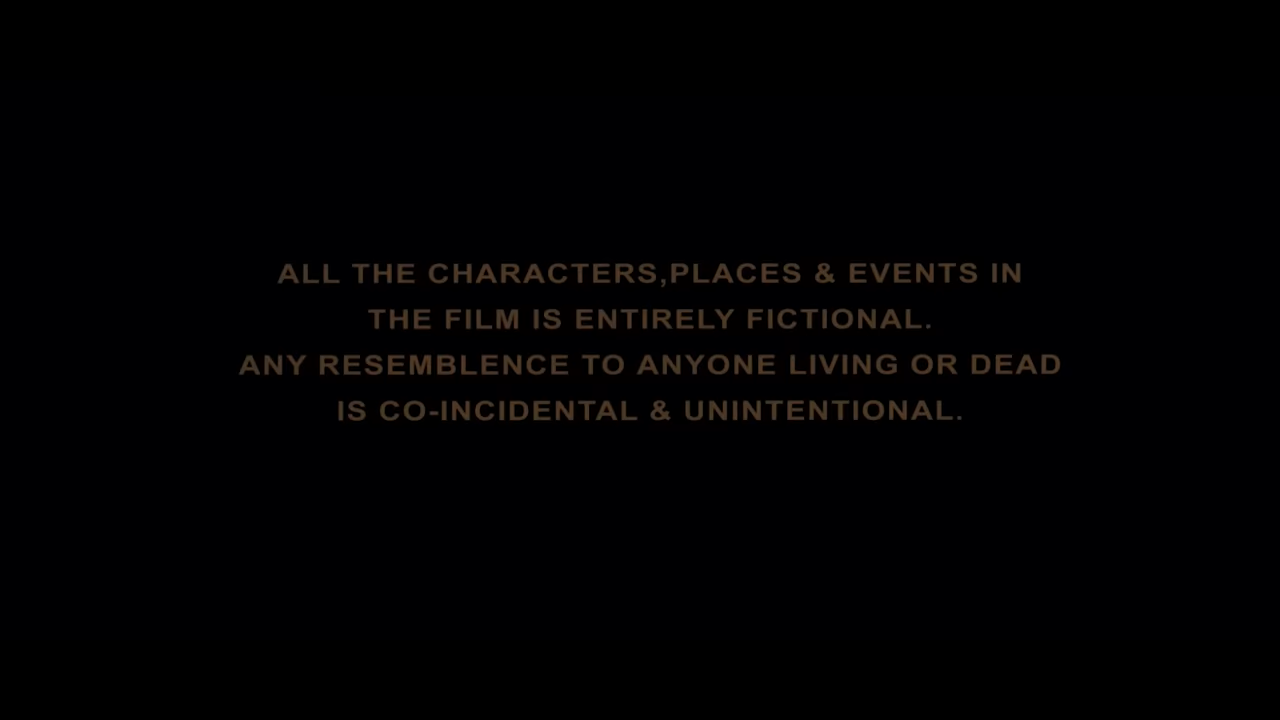 ALL THE CHARACTERS,PLACES & EVENTS IN
THE FILM IS ENTIRELY FICTIONAL.
ANY RESEMBLENCE TO ANYONE LIVING OR DEAD
IS CO-INCIDENTAL & UNINTENTIONAL.